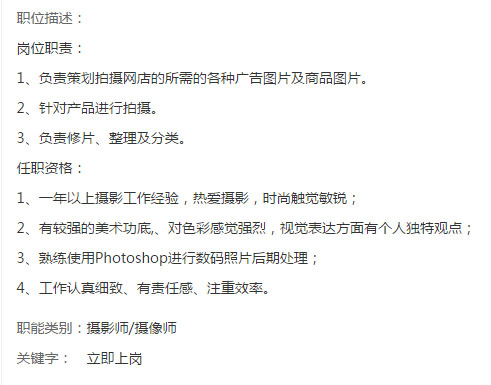 职位描述：
岗位职责：
1、负责策划拍摄网店的所需的各种广告图片及商品图片。
2、针对产品进行拍摄。
3、负责修片、整理及分类。
任职资格：
1、一年以上摄影工作经验，热爱摄影，时尚触觉敏锐；
2、有较强的美术功底,、对色彩感觉强烈，视觉表达方面有个人独特观点；
3、熟练使用Photoshop进行数码照片后期处理；
4、工作认真细致、有责任感、注重效率。
职能类别：摄影师/摄像师
关键字： 立即上岗